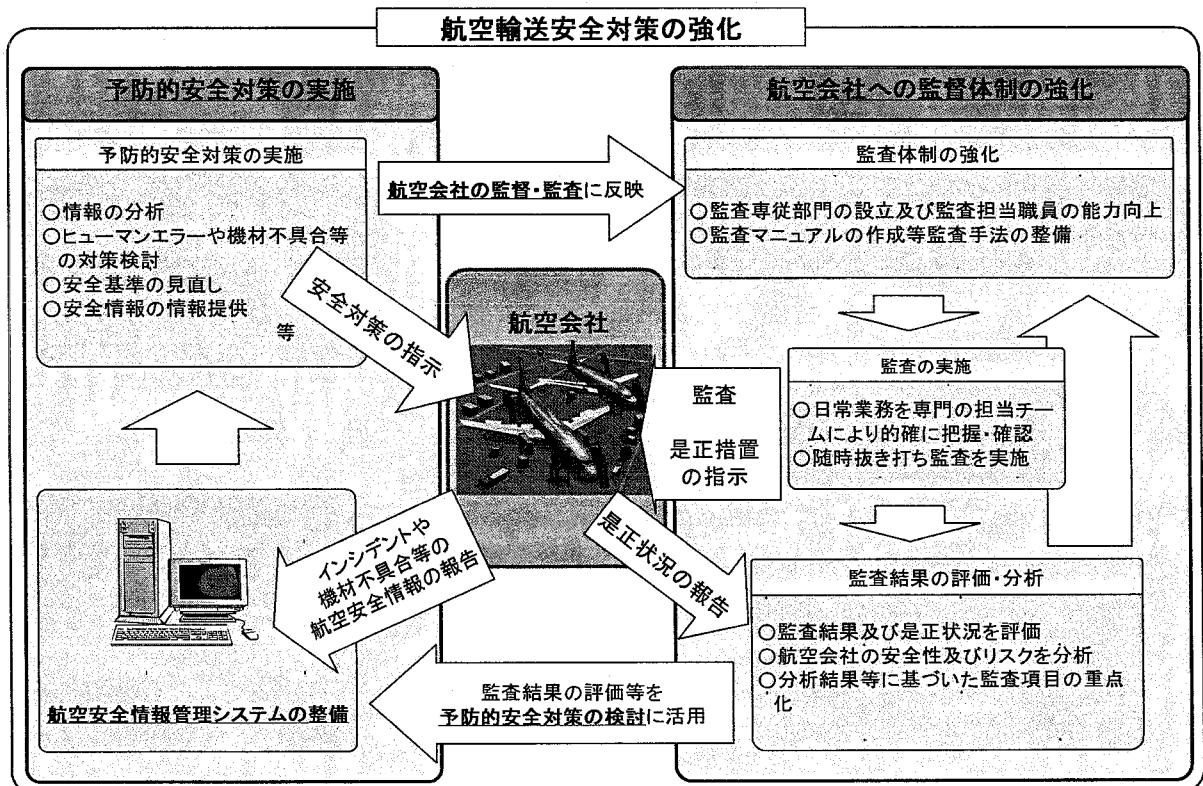 航空輸送安全対策の強化
予防的安全対策の実施
予防的安全対策の実施
○情報の分析
○ヒューマンエラーや機材不具合等
の対策検討
○安全基準の見直し
○安全情報の情報提供
等
航空安全情報管理システムの整備
航空会社の監督・監査に反映
安全対策の指示
航空会社
監査
是正措置
の指示
インシデントや
機材不具合等の
航空安全情報の報告
是正状況の報告
監査結果の評価等を
予防的安全対策の検討に活用
航空会社への監督体制の強化
監査体制の強化
○監査専従部門の設立及び監査担当職員の能力向上
○監査マニュアルの作成等監査手法の整備
監査の実施
○日常業務を専門の担当チー
ムにより的確に把握・確認
○随時抜き打ち監査を実施
監査結果の評価・分析
○監査結果及び是正状況を評価
○航空会社の安全性及びリスクを分析
○分析結果等に基づいた監査項目の重点
化